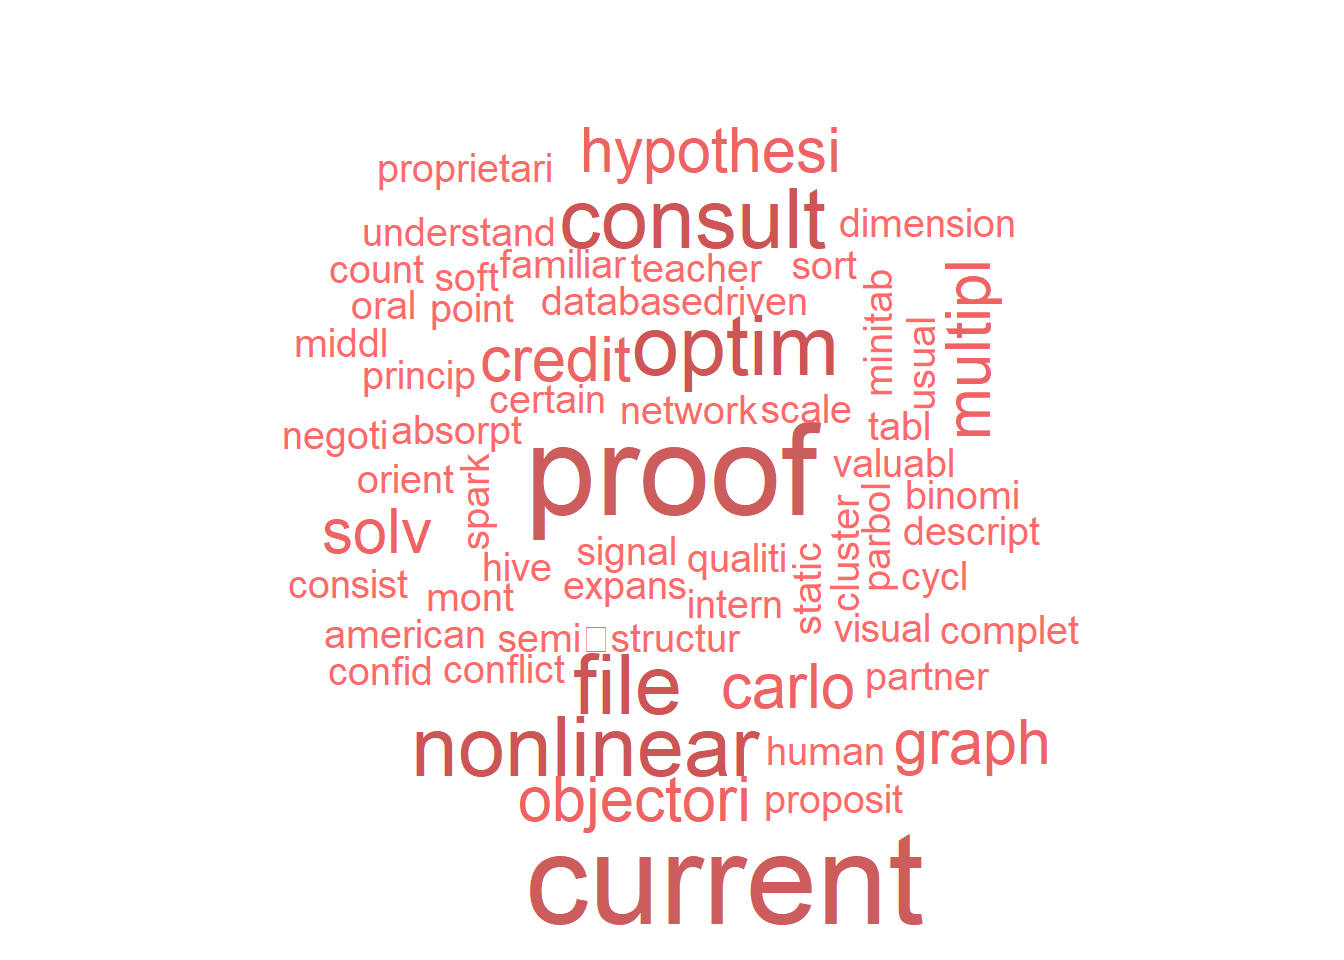 hypothesi
proprietari
consult
dimension
understand
familiar
teacher
sort
count
soft
databasedriven
minitab
multipl
oral
point
usual
optim
middl
credit
princip
certain
network
scale
tabl
negoti
absorpt
proof
valuabl
orient
spark
binomi
solv
cluster
parbol
descript
signal
qualiti
static
hive
expans
cycl
consist
mont
intern
american
semi□structur
visual
complet
confid
conflict
file
carlo
partner
nonlinear
human
graph
objectori
proposit
current